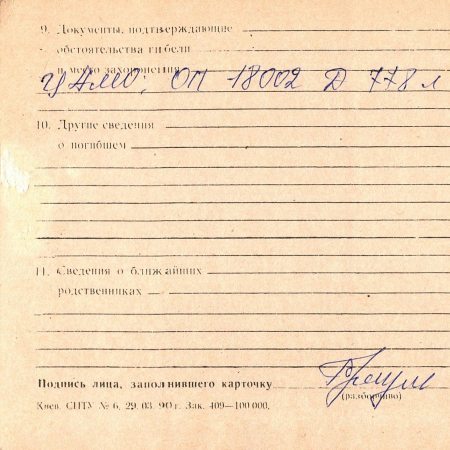 9. Документы, подтверждающие
обстоятельства гибели
и место захоронения
ЦАМО, ОП 18002 Д 778 л
10. Другие сведения
о погибшем
11. Сведения о ближайших
родственниках
Подпись лица, заполнившего карточку
(разборчиво)
Киев. СПТУ № 6. 29. 03. 90 г. Зак. 409—100 000.